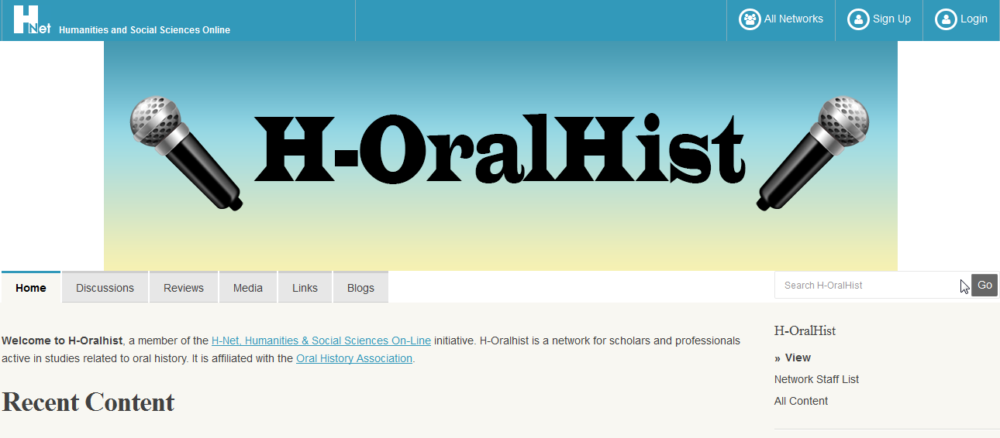 HNet Humanities and Social Sciences Online
All Networks
Sign Up
Login
H-OralHist
Home
Discussions
Reviews
Media
Links
Blogs
Search H-OralHist
Go
Welcome to H-Oralhist, a member of the H-Net, Humanities & Social Sciences On-Line initiative. H-Oralhist is a network for scholars and professionals
active in studies related to oral history. It is affiliated with the Oral History Association.
Recent Content
H-OralHist
» View
Network Staff List
All Content